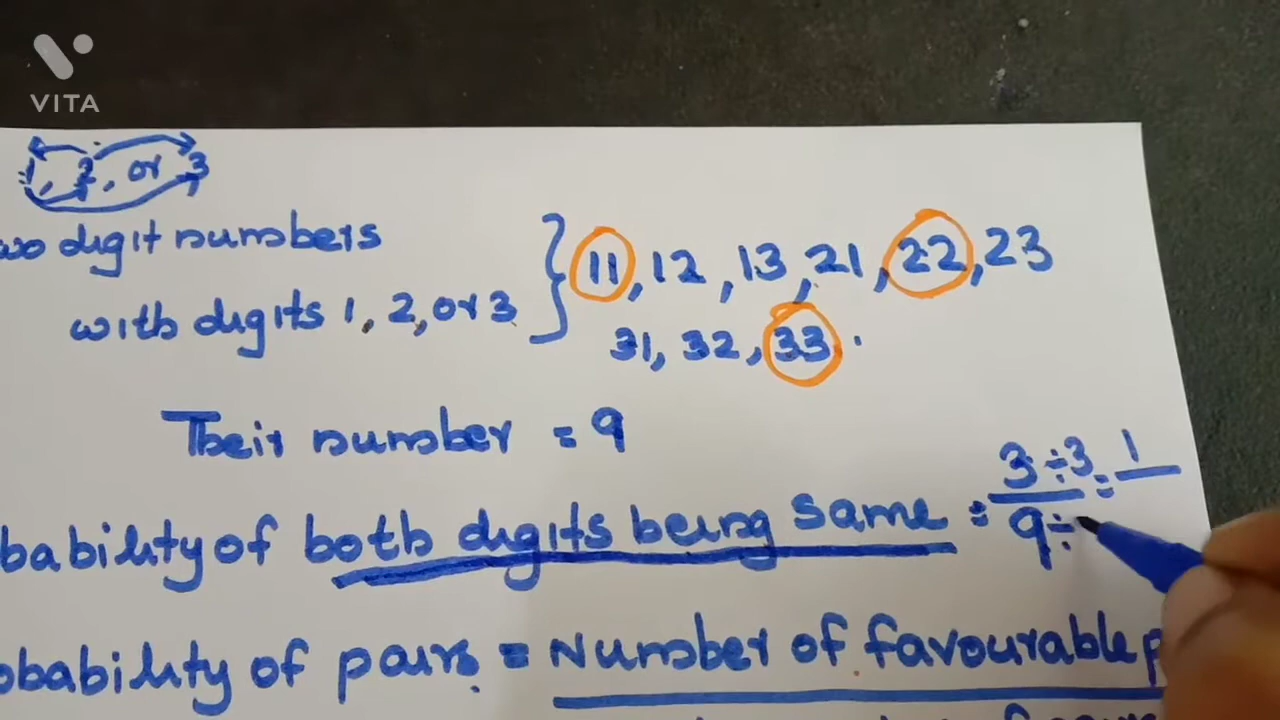 VITA
1, 2, or 3
wo digit numbers
with digits 1, 2, or 3 } 11, 12, 13, 21, 22, 23
31, 32, 33.
Their number = 9
bability of both digits being same = 3÷3 = 1
9÷
obability of pairs = Number of favourable p